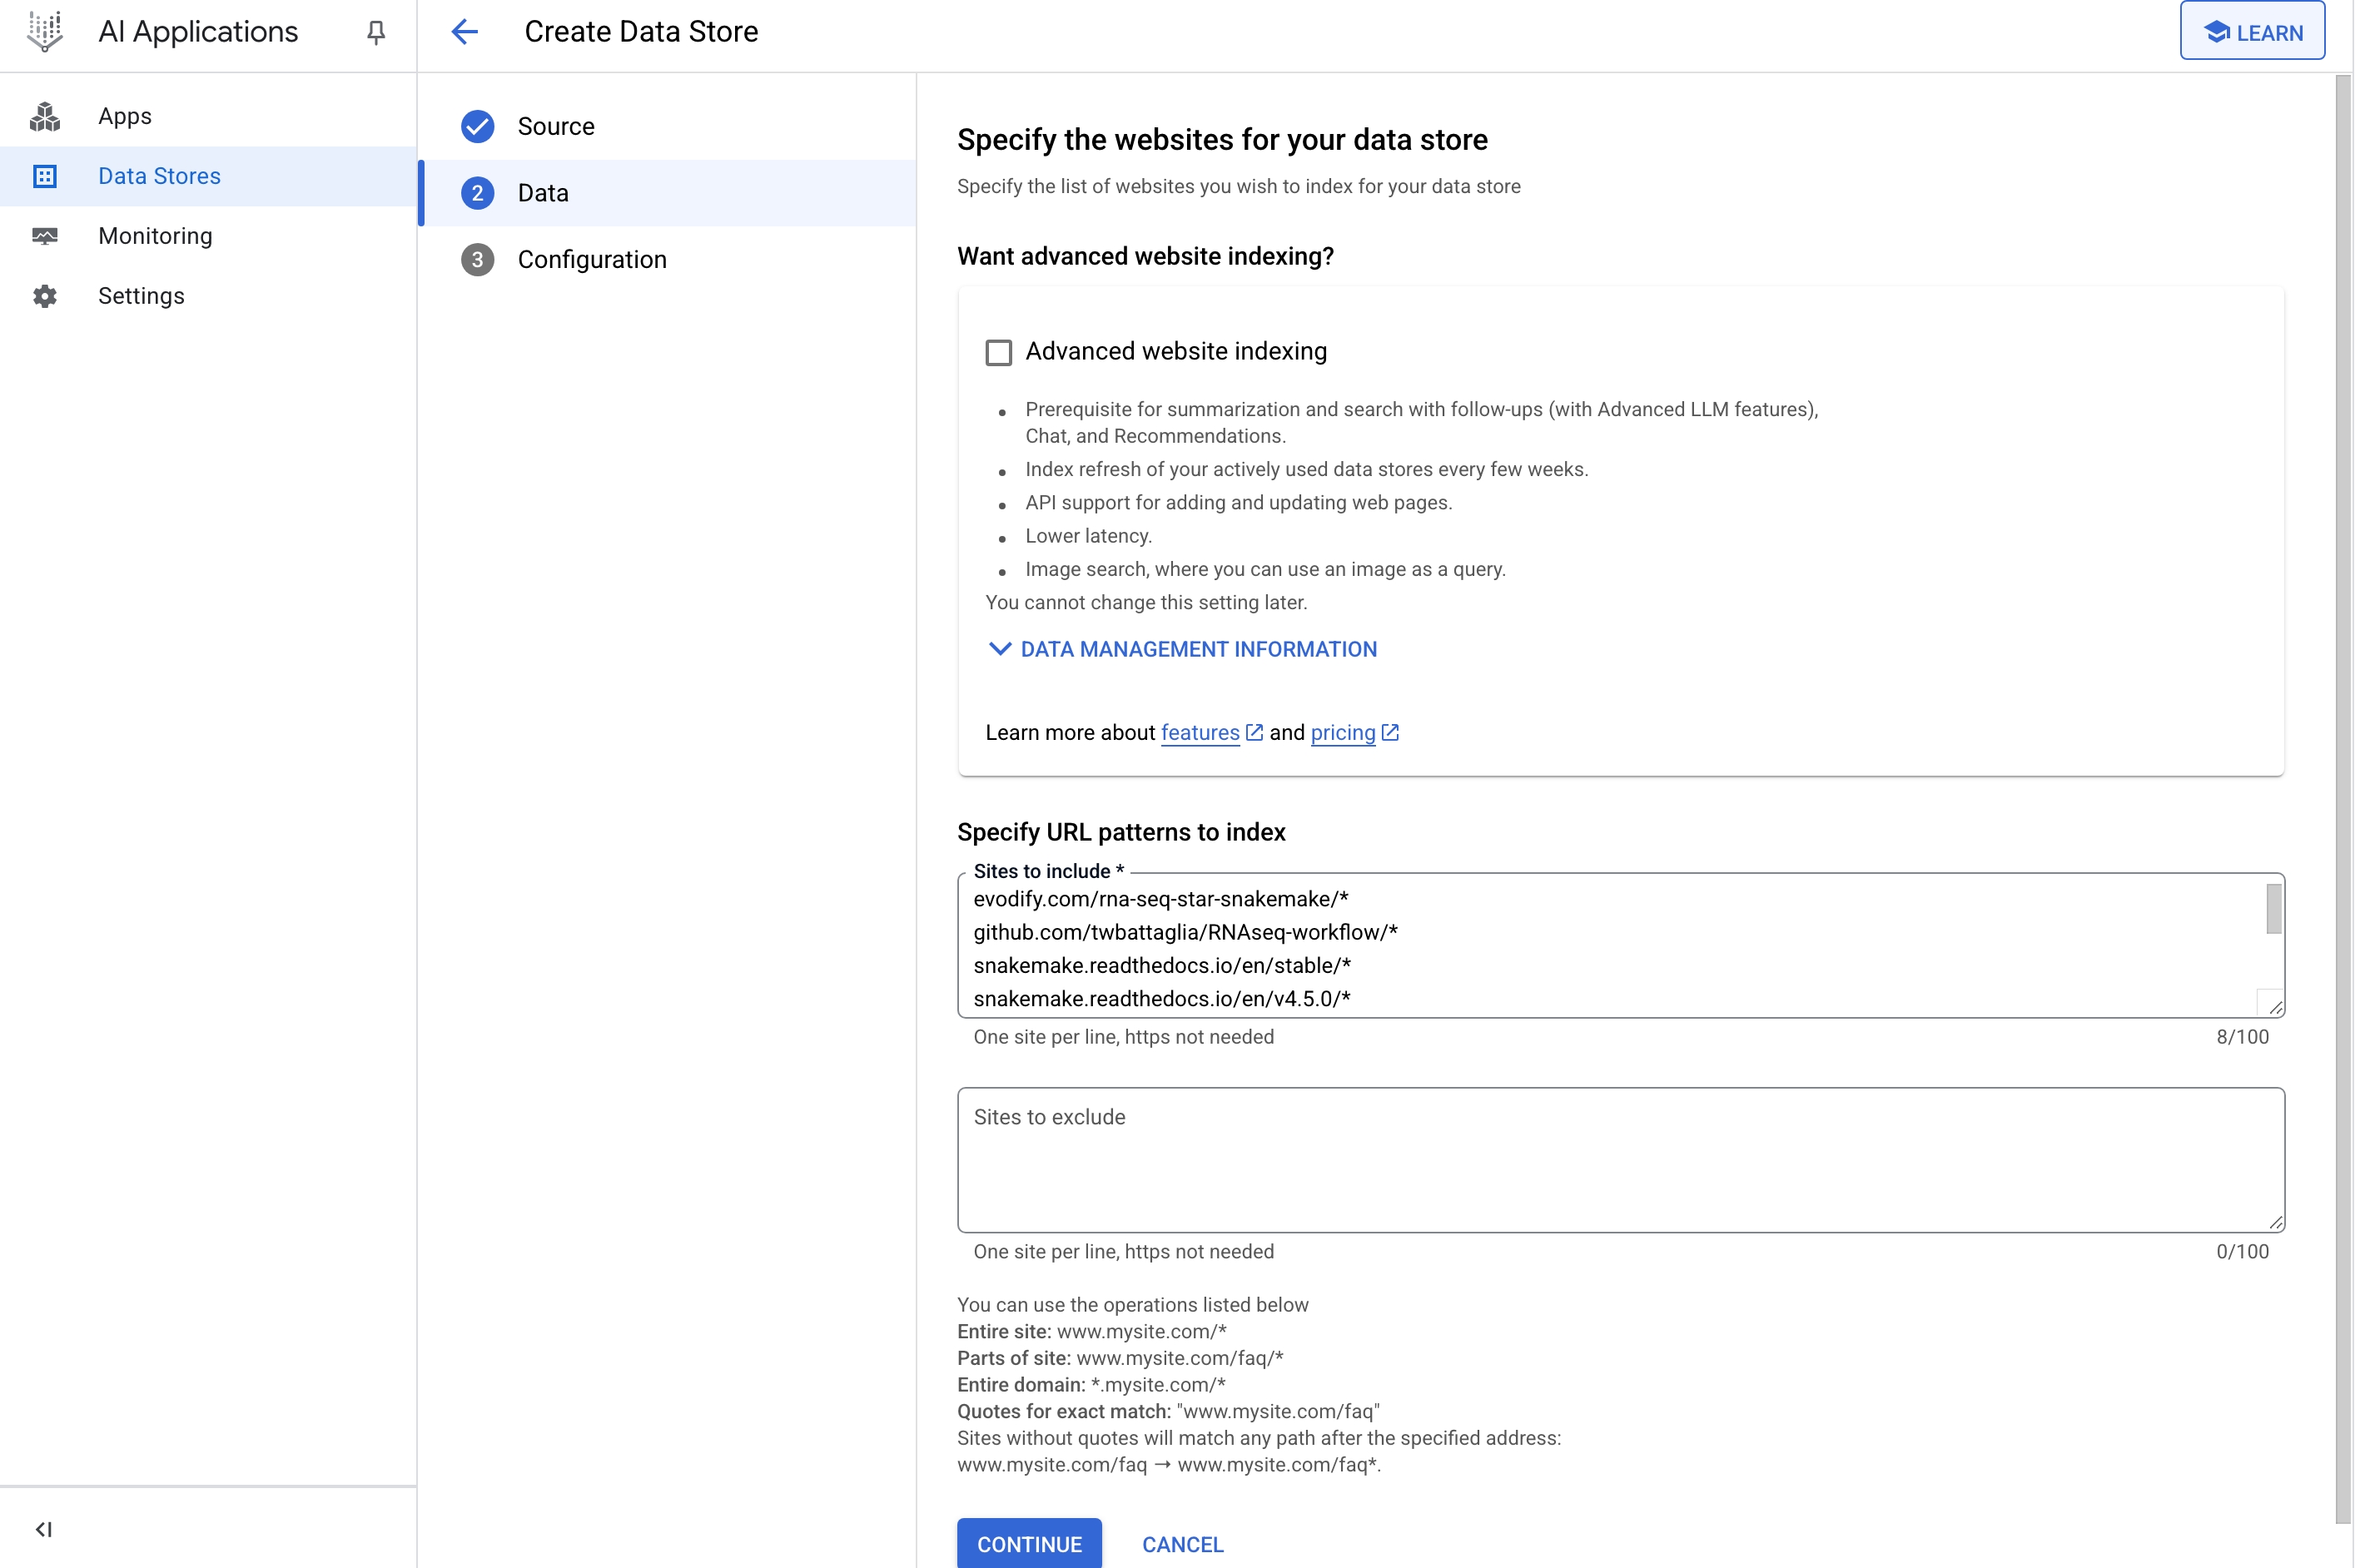 AI Applications
Create Data Store
LEARN
Apps
Data Stores
Monitoring
Settings
Source
2 Data
3 Configuration
Specify the websites for your data store
Specify the list of websites you wish to index for your data store
Want advanced website indexing?
Advanced website indexing
• Prerequisite for summarization and search with follow-ups (with Advanced LLM features),
Chat, and Recommendations.
• Index refresh of your actively used data stores every few weeks.
• API support for adding and updating web pages.
• Lower latency.
• Image search, where you can use an image as a query.
You cannot change this setting later.
DATA MANAGEMENT INFORMATION
Learn more about features and pricing
Specify URL patterns to index
Sites to include *
evodify.com/rna-seq-star-snakemake/*
github.com/twbattaglia/RNAseq-workflow/*
snakemake.readthedocs.io/en/stable/*
snakemake.readthedocs.io/en/v4.5.0/*
One site per line, https not needed 8/100
Sites to exclude
One site per line, https not needed 0/100
You can use the operations listed below
Entire site: www.mysite.com/*
Parts of site: www.mysite.com/faq/*
Entire domain: *.mysite.com/*
Quotes for exact match: "www.mysite.com/faq"
Sites without quotes will match any path after the specified address:
www.mysite.com/faq → www.mysite.com/faq*.
CONTINUE CANCEL